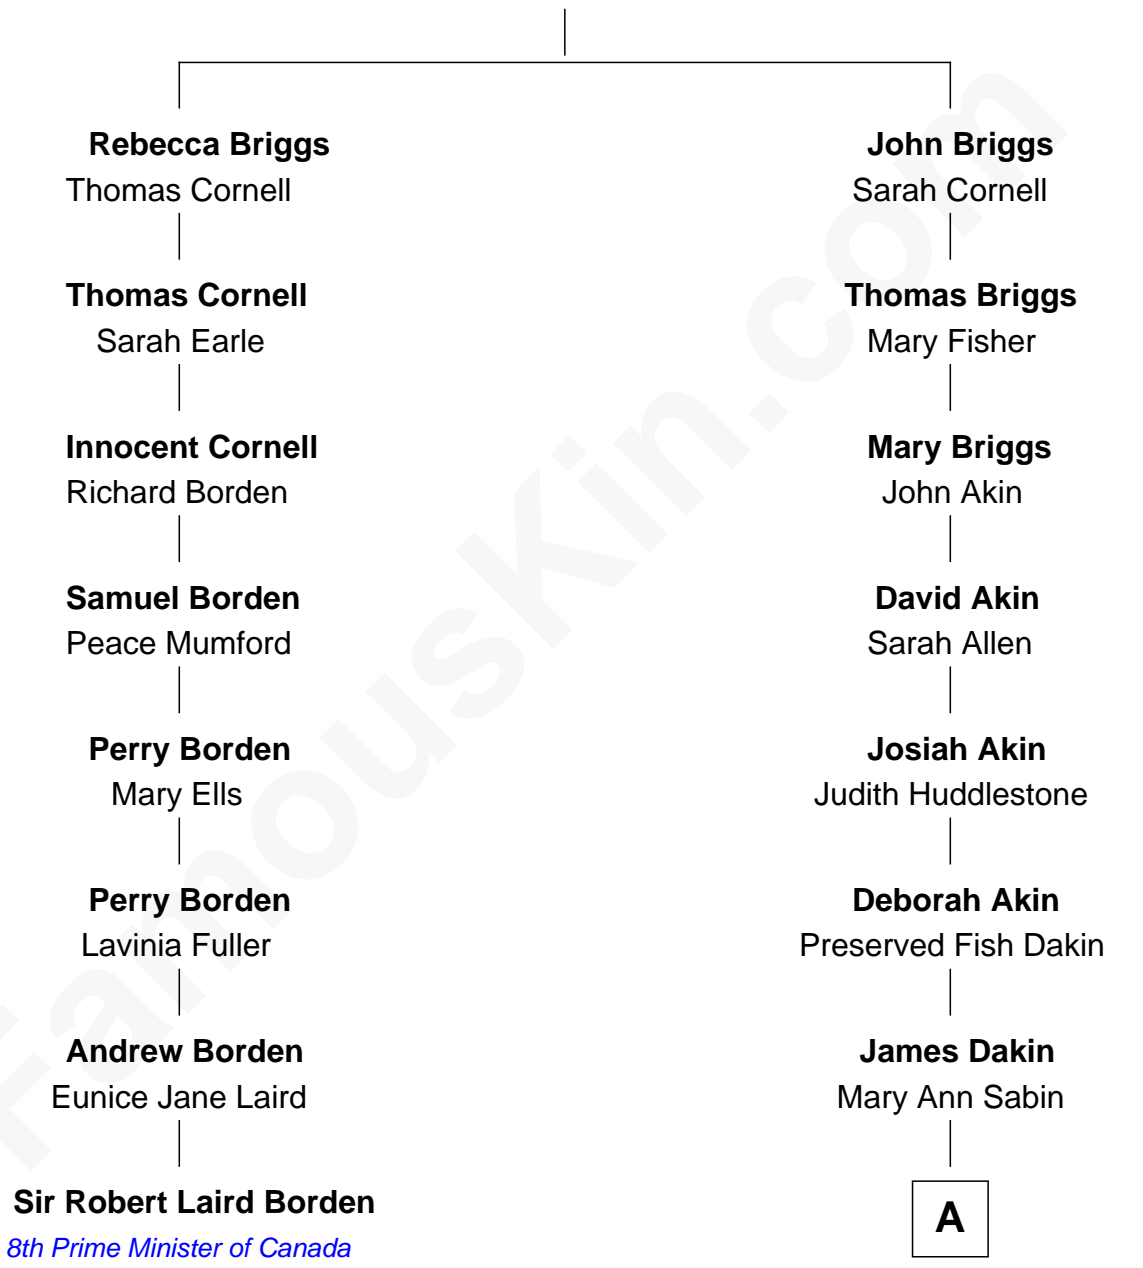 Rebecca Briggs
Thomas Cornell
Thomas Cornell
Sarah Earle
Innocent Cornell
Richard Borden
Samuel Borden
Peace Mumford
Perry Borden
Mary Ells
Perry Borden
Lavinia Fuller
Andrew Borden
Eunice Jane Laird
Sir Robert Laird Borden
8th Prime Minister of Canada
John Briggs
Sarah Cornell
Thomas Briggs
Mary Fisher
Mary Briggs
John Akin
David Akin
Sarah Allen
Josiah Akin
Judith Huddlestone
Deborah Akin
Preserved Fish Dakin
James Dakin
Mary Ann Sabin
A
FamousKin.com